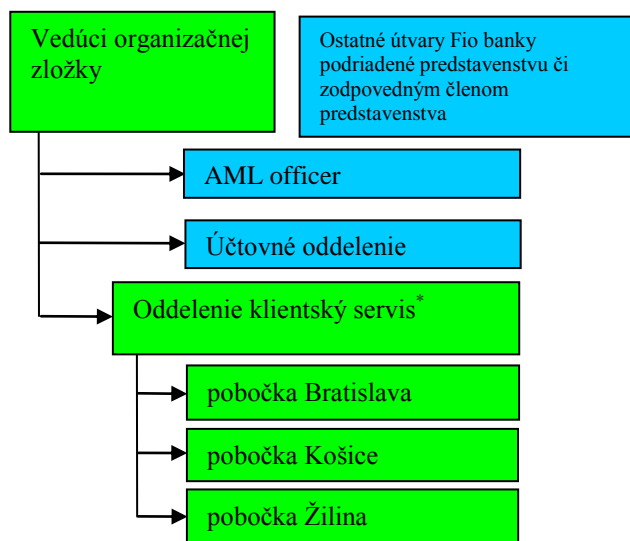 Vedúci organizačnej
zložky
Ostatné útvary Fio banky
podriadené predstavenstvu či
zodpovedným členom
predstavenstva
AML officer
Účtovné oddelenie
Oddelenie klientský servis*
pobočka Bratislava
pobočka Košice
pobočka Žilina